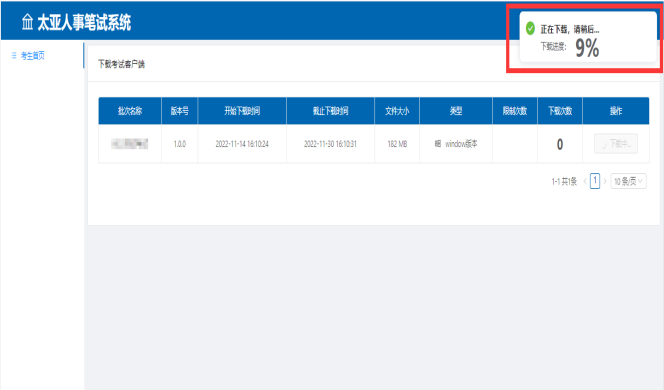 太亚人事笔试系统
正在下载，请稍后...
下载进度： 9%
考生首页
下载考试客户端
批次名称 版本号 开始下载时间 截止下载时间 文件大小 类型 限制次数 下载次数 操作
1.0.0 2022-11-14 16:10:24 2022-11-30 16:10:31 182 MB window版本 0 下载中..
1-1 共1条 < 1 > 10 条/页